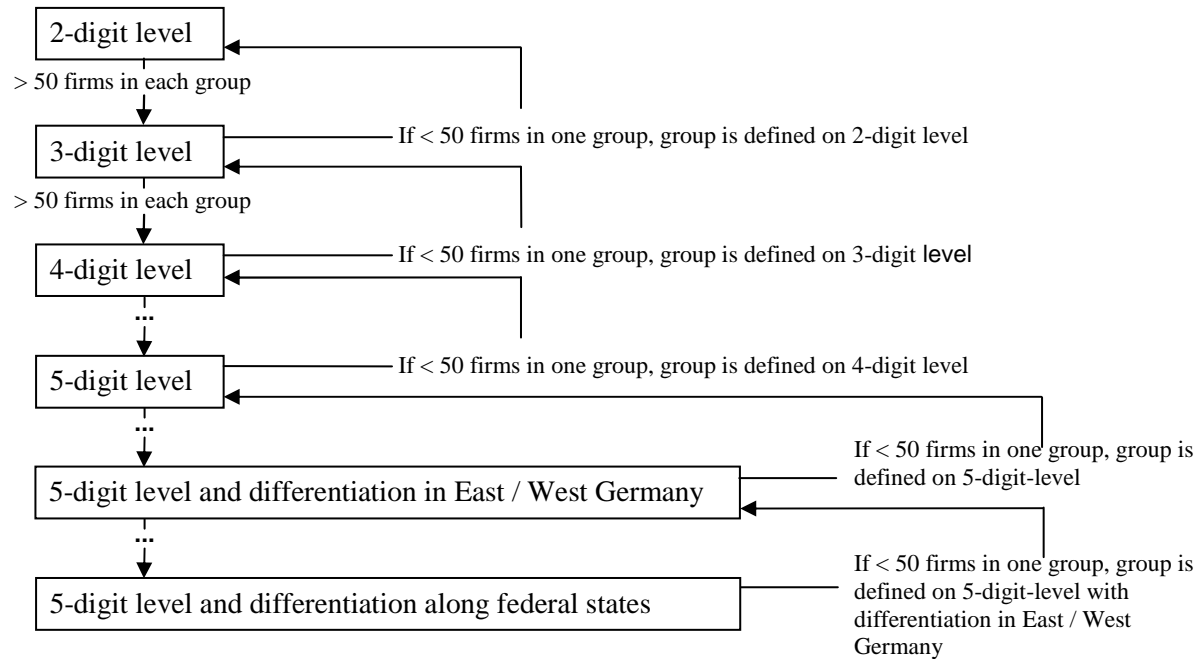 2-digit level
> 50 firms in each group
If < 50 firms in one group, group is defined on 2-digit level
3-digit level
> 50 firms in each group
If < 50 firms in one group, group is defined on 3-digit level
4-digit level
...
If < 50 firms in one group, group is defined on 4-digit level
5-digit level
...
If < 50 firms in one group, group is
defined on 5-digit-level
5-digit level and differentiation in East / West Germany
...
If < 50 firms in one group, group is
defined on 5-digit-level with
differentiation in East / West
Germany
5-digit level and differentiation along federal states